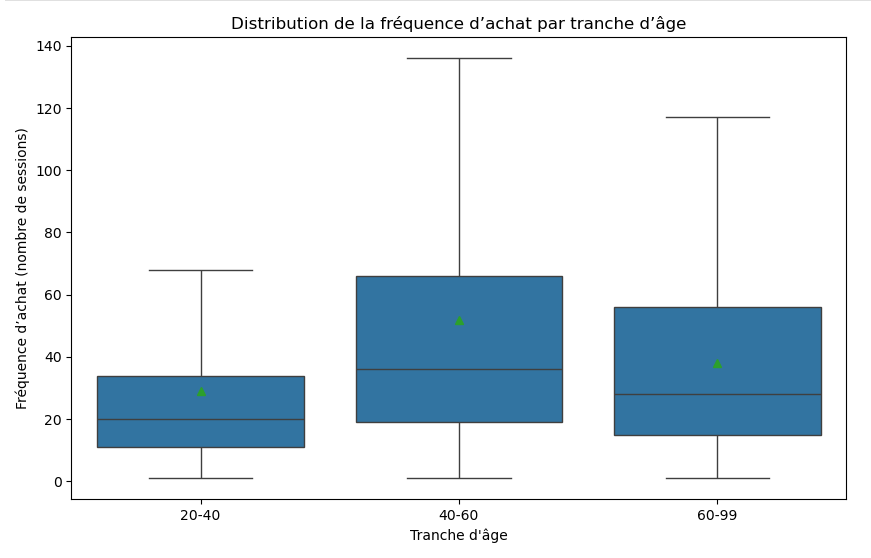 Distribution de la fréquence d’achat par tranche d’âge
Fréquence d’achat (nombre de sessions)
140
120
100
80
60
40
20
0
20-40 40-60 60-99
Tranche d'âge